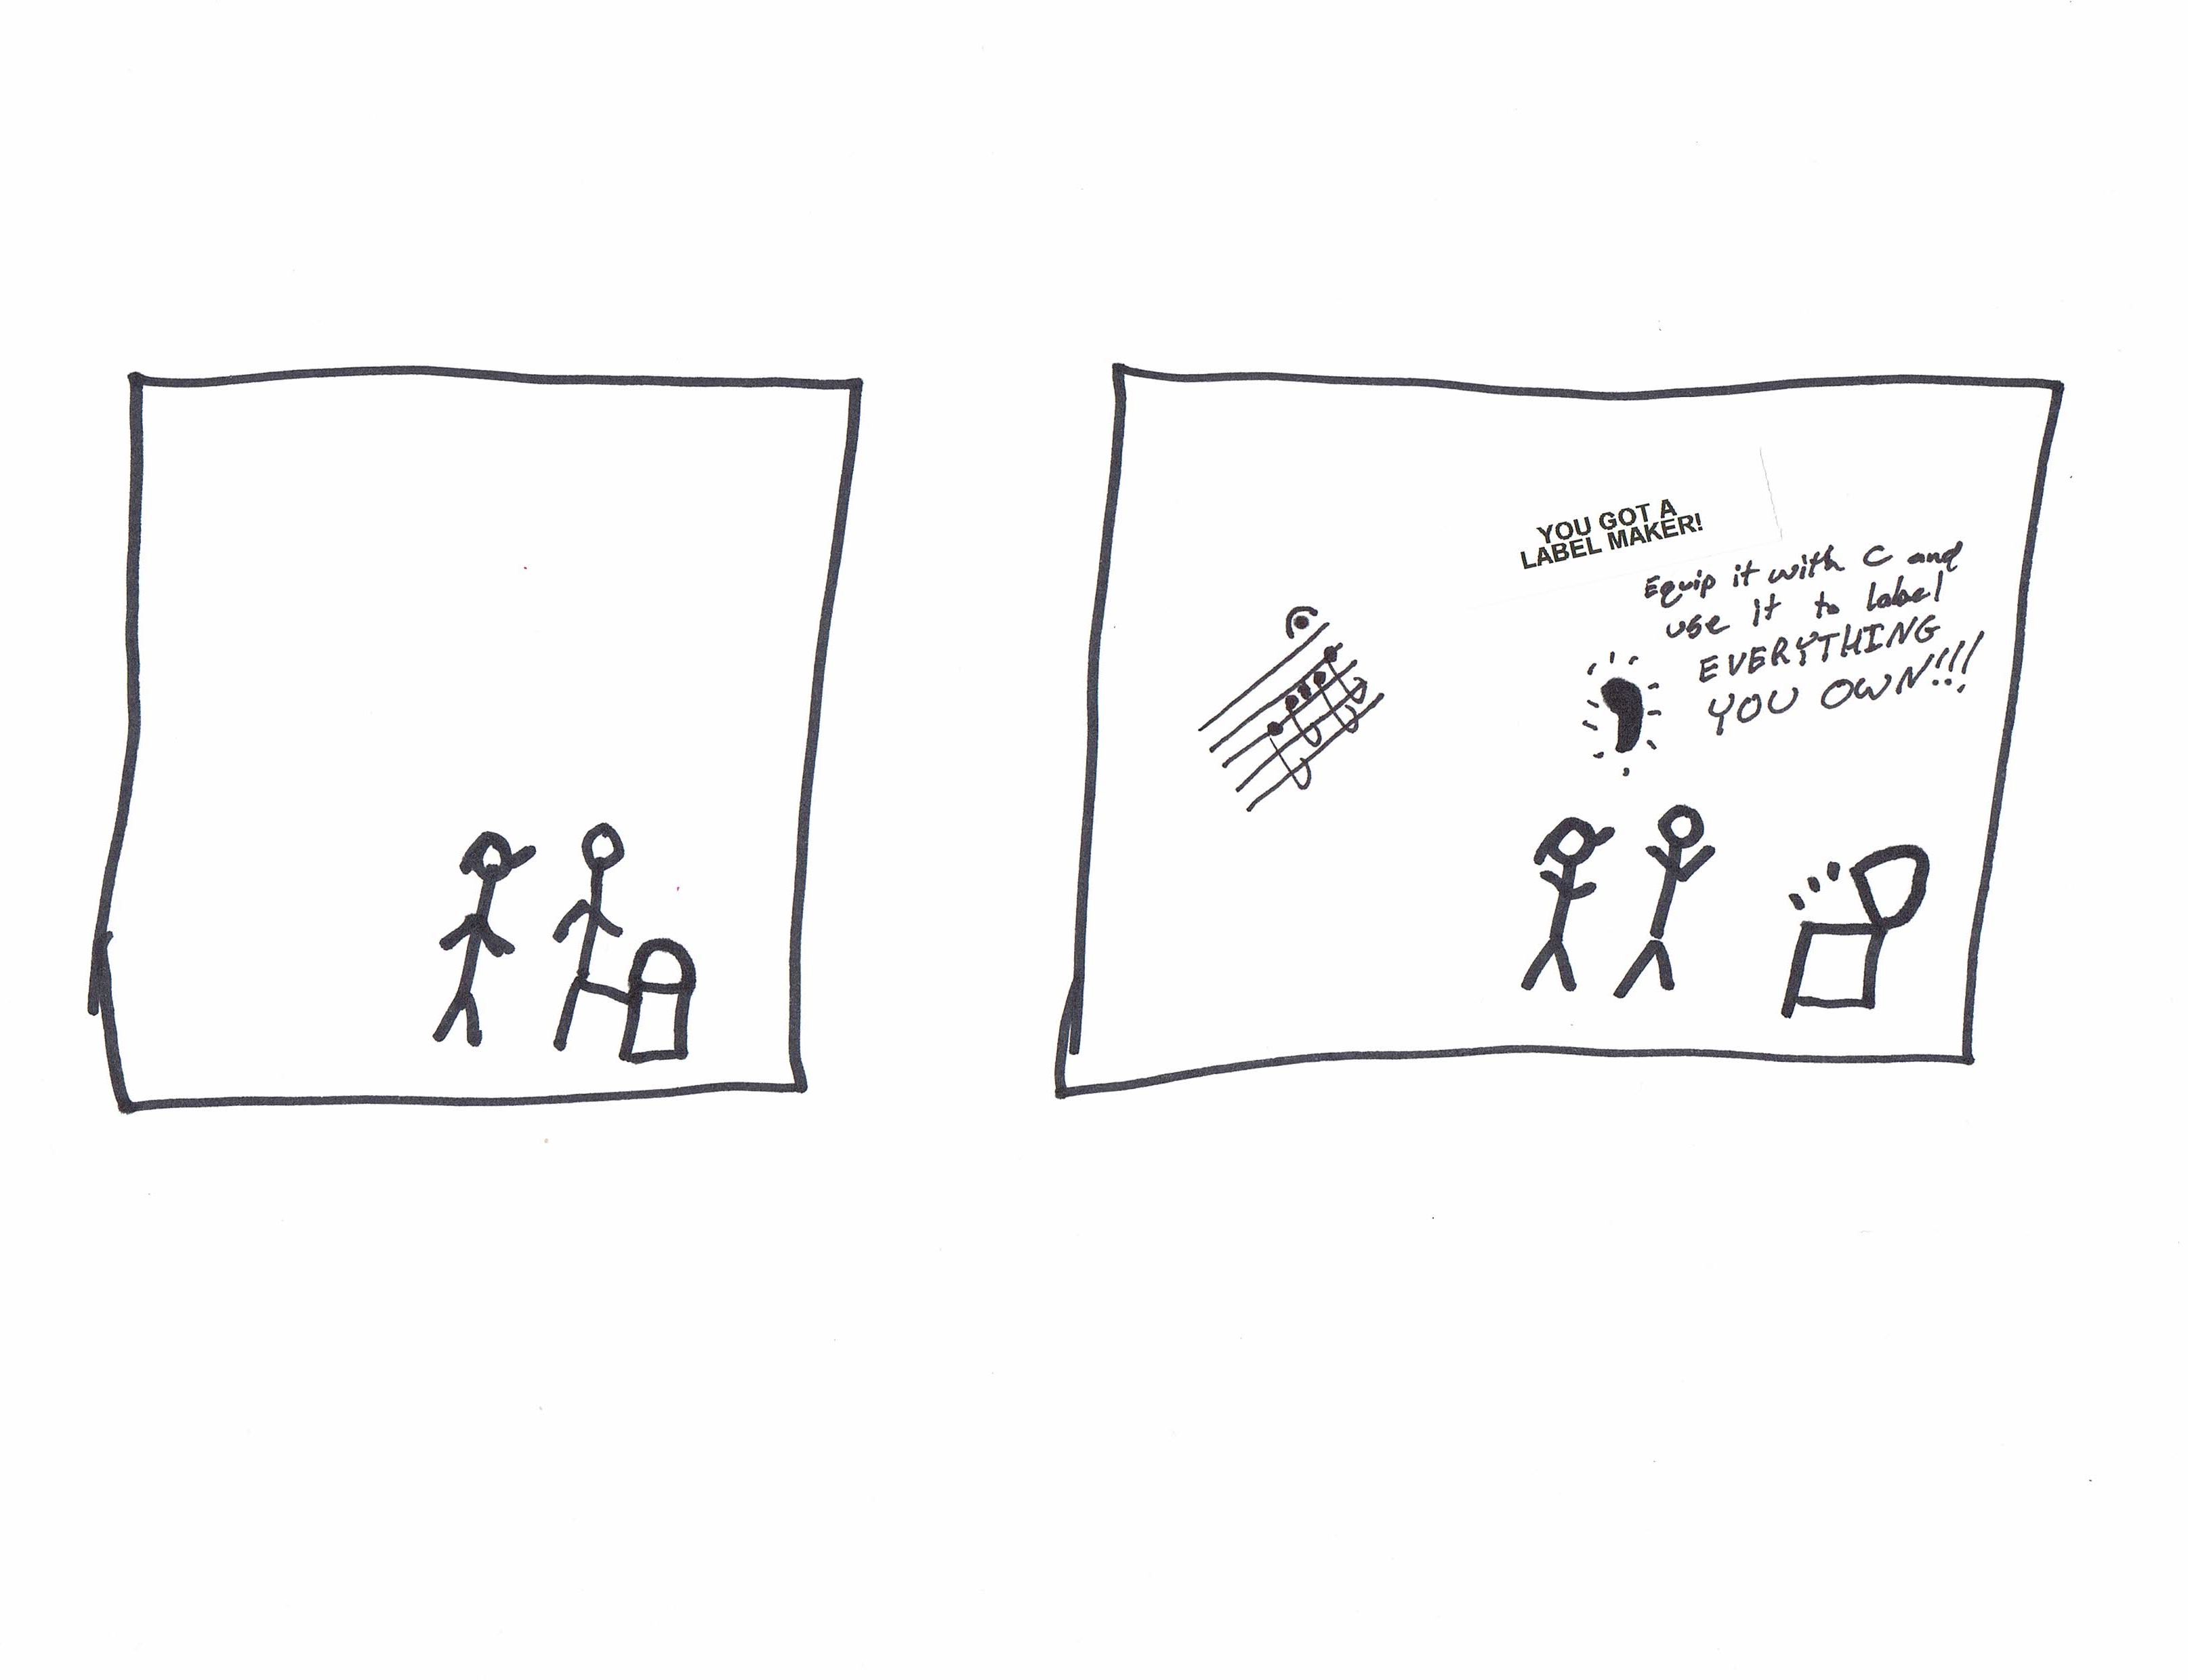 YOU GOT A
LABEL MAKER!
Equip it with C and
use it to label
EVERYTHING
YOU OWN!!!